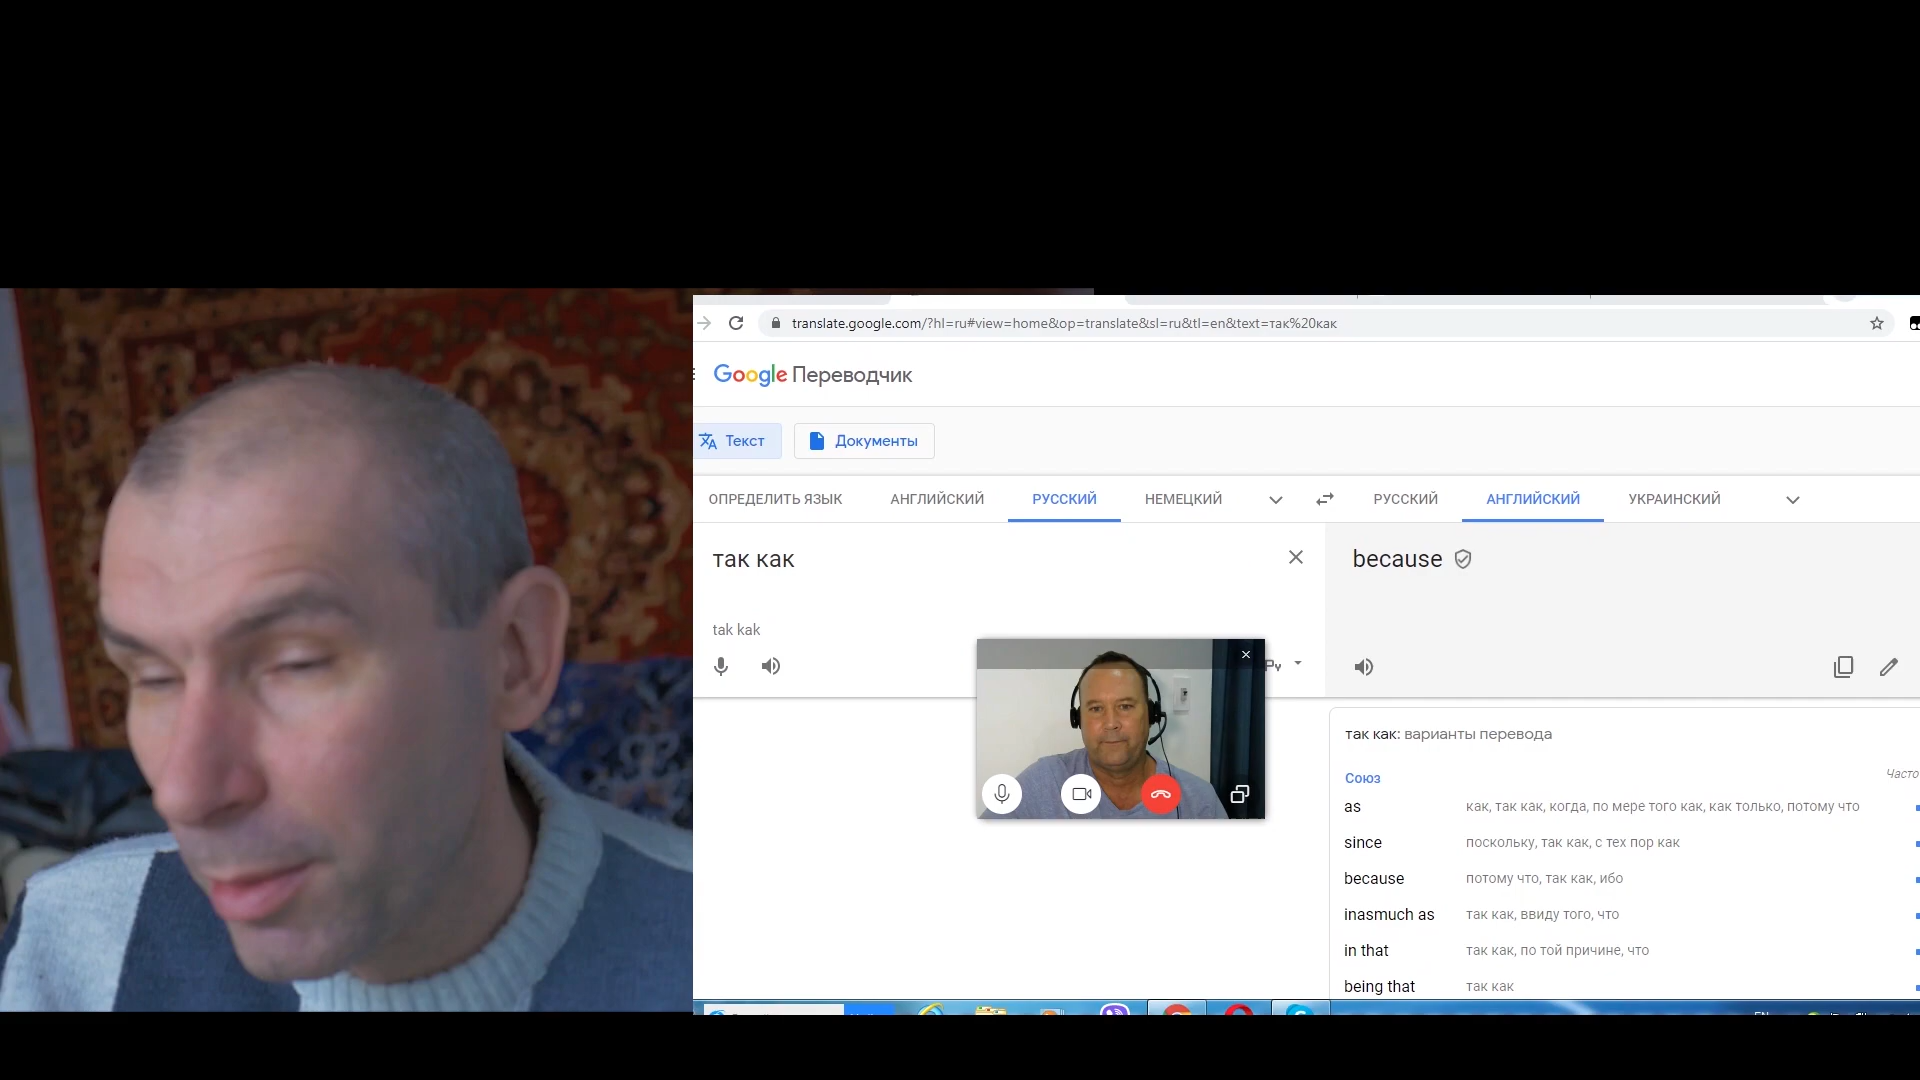 translate.google.com/?hl=ru#view=home&op=translate&sl=ru&tl=en&text=так%20как
Google Переводчик
Текст
Документы
ОПРЕДЕЛИТЬ ЯЗЫК АНГЛИЙСКИЙ РУССКИЙ НЕМЕЦКИЙ РУССКИЙ АНГЛИЙСКИЙ УКРАИНСКИЙ
так как
because
tak kak
так как: варианты перевода
Союз
Часто
as как, так как, когда, по мере того как, как только, потому что
since поскольку, так как, с тех пор как
because потому что, так как, ибо
inasmuch as так как, ввиду того, что
in that так как, по той причине, что
being that так как